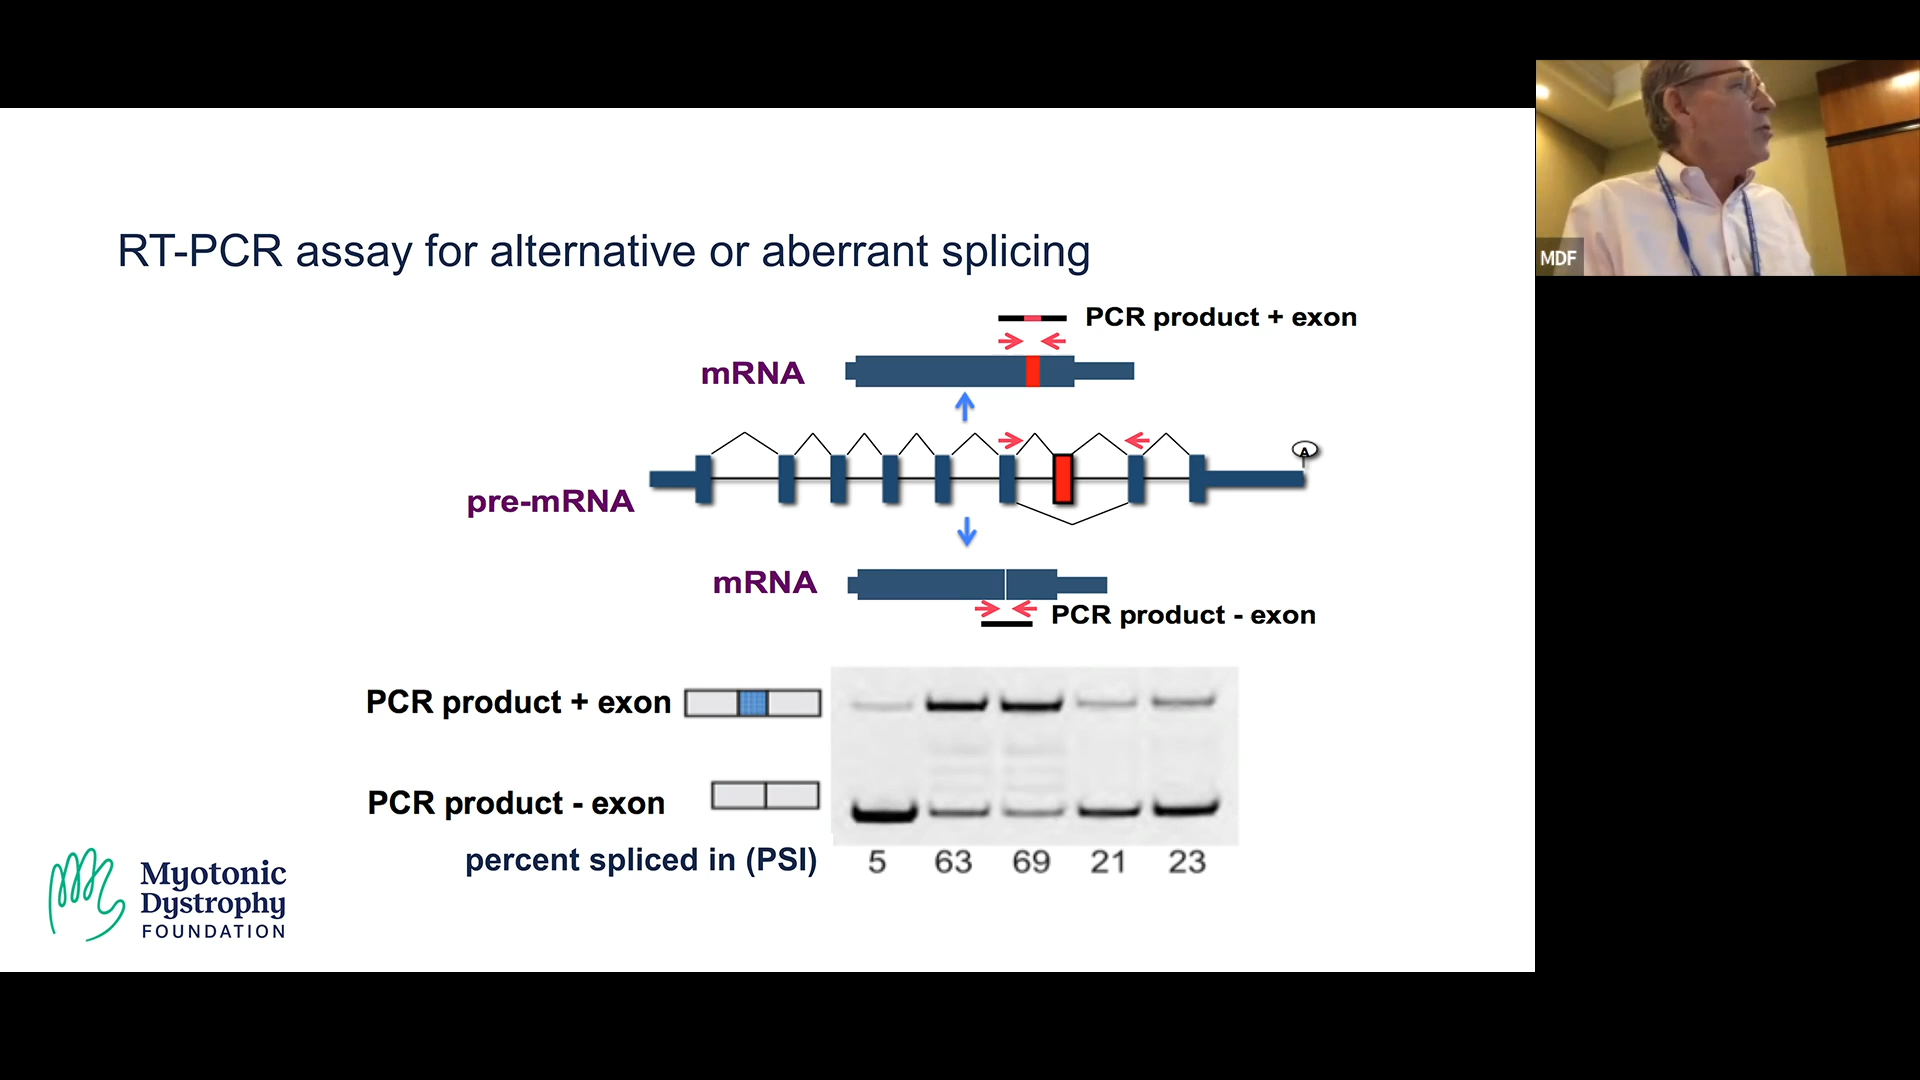 MDF
RT-PCR assay for alternative or aberrant splicing
PCR product + exon
mRNA
A
pre-mRNA
mRNA
PCR product - exon
PCR product + exon
PCR product - exon
percent spliced in (PSI) 5 63 69 21 23
Myotonic
Dystrophy
FOUNDATION